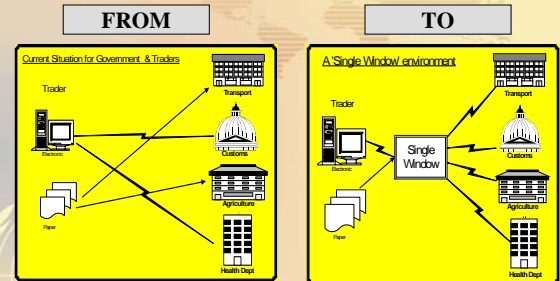 FROM
Current Situation for Government & Traders
Trader
Electronic
Paper
Transport
Customs
Agriculture
Health Dept
TO
A 'Single Window' environment
Trader
Electronic
Paper
Single
Window
Transport
Customs
Agriculture
Health Dept